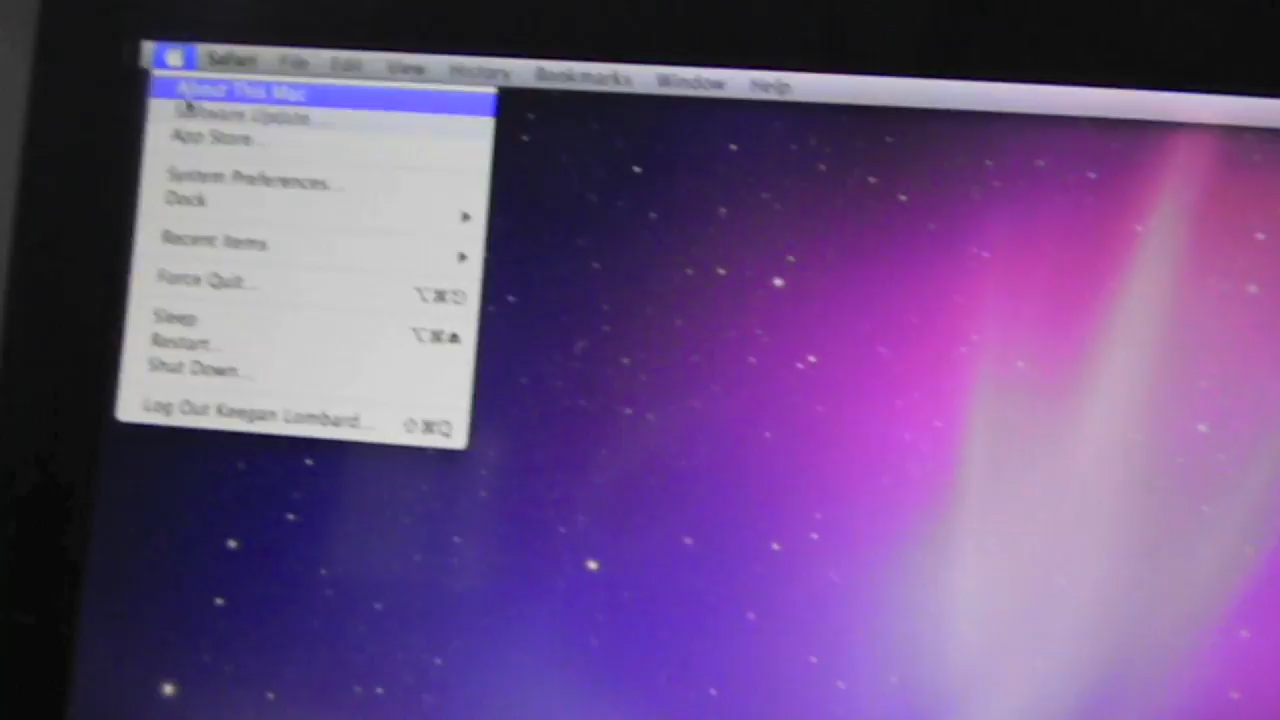 Safari File Edit View History Bookmarks Window Help
About This Mac
Software Update...
App Store...
System Preferences...
Dock
Recent Items
Force Quit... ⌥⌘⎋
Sleep ⌥⌘⏏
Restart...
Shut Down...
Log Out Keegan Lombard... ⇧⌘Q